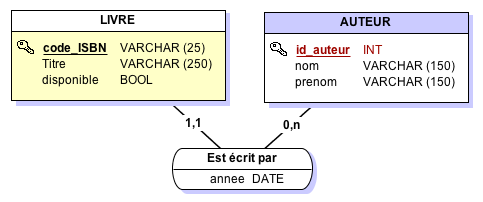 LIVRE
code_ISBN VARCHAR (25)
Titre VARCHAR (250)
disponible BOOL
AUTEUR
id_auteur INT
nom VARCHAR (150)
prenom VARCHAR (150)
1,1
0,n
Est écrit par
annee DATE